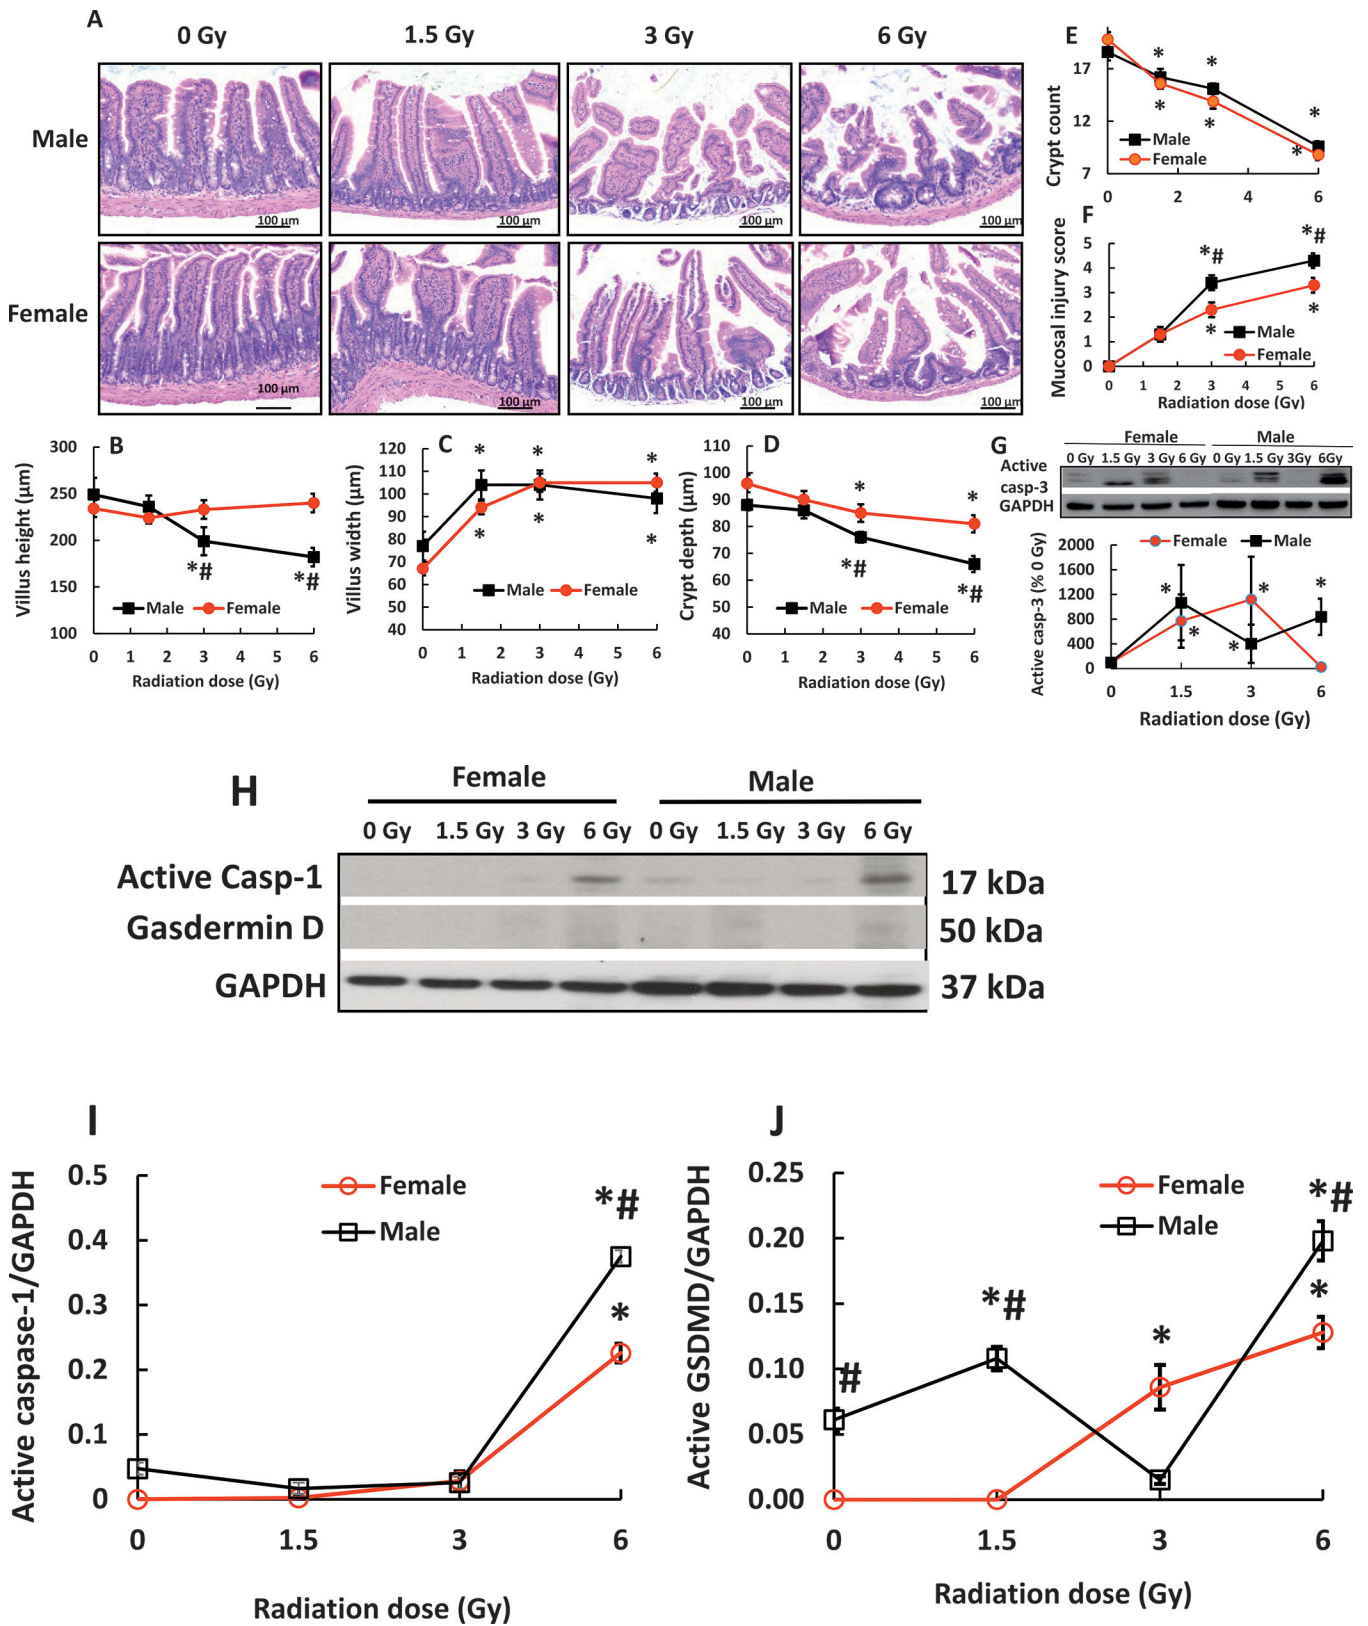 A
0 Gy 1.5 Gy 3 Gy 6 Gy
Male
100 µm 100 µm 100 µm 100 µm
Female
100 µm 100 µm 100 µm 100 µm
E
Crypt count
17
12
7
* * *
* * *
Male
Female
0 2 4 6
F
Mucosal injury score
5
4
3
2
1
0
*# *#
* *
Male
Female
0 1 2 3 4 5 6
Radiation dose (Gy)
B
Villus height (µm)
300
250
200
150
100
*# *#
Male Female
0 1 2 3 4 5 6
Radiation dose (Gy)
C
Villus width (µm)
120
110
100
90
80
70
60
50
40
* * *
* * *
Male Female
0 1 2 3 4 5 6
Radiation dose (Gy)
D
Crypt depth (µm)
110
100
90
80
70
60
50
40
* *
*# *#
Male Female
0 1 2 3 4 5 6
Radiation dose (Gy)
G
Female Male
0 Gy 1.5 Gy 3 Gy 6 Gy 0 Gy 1.5 Gy 3Gy 6Gy
Active
casp-3
GAPDH
Active casp-3 (% 0 Gy)
2000
1600
1200
800
400
0
Female Male
* * *
* *
0 1.5 3 6
Radiation dose (Gy)
H
Female Male
0 Gy 1.5 Gy 3 Gy 6 Gy 0 Gy 1.5 Gy 3 Gy 6 Gy
Active Casp-1 17 kDa
Gasdermin D 50 kDa
GAPDH 37 kDa
I
Active caspase-1/GAPDH
0.5
0.4
0.3
0.2
0.1
0
Female
Male
*#
*
0 1.5 3 6
Radiation dose (Gy)
J
Active GSDMD/GAPDH
0.25
0.20
0.15
0.10
0.05
0.00
Female
Male
# *# * *#
*
0 1.5 3 6
Radiation dose (Gy)